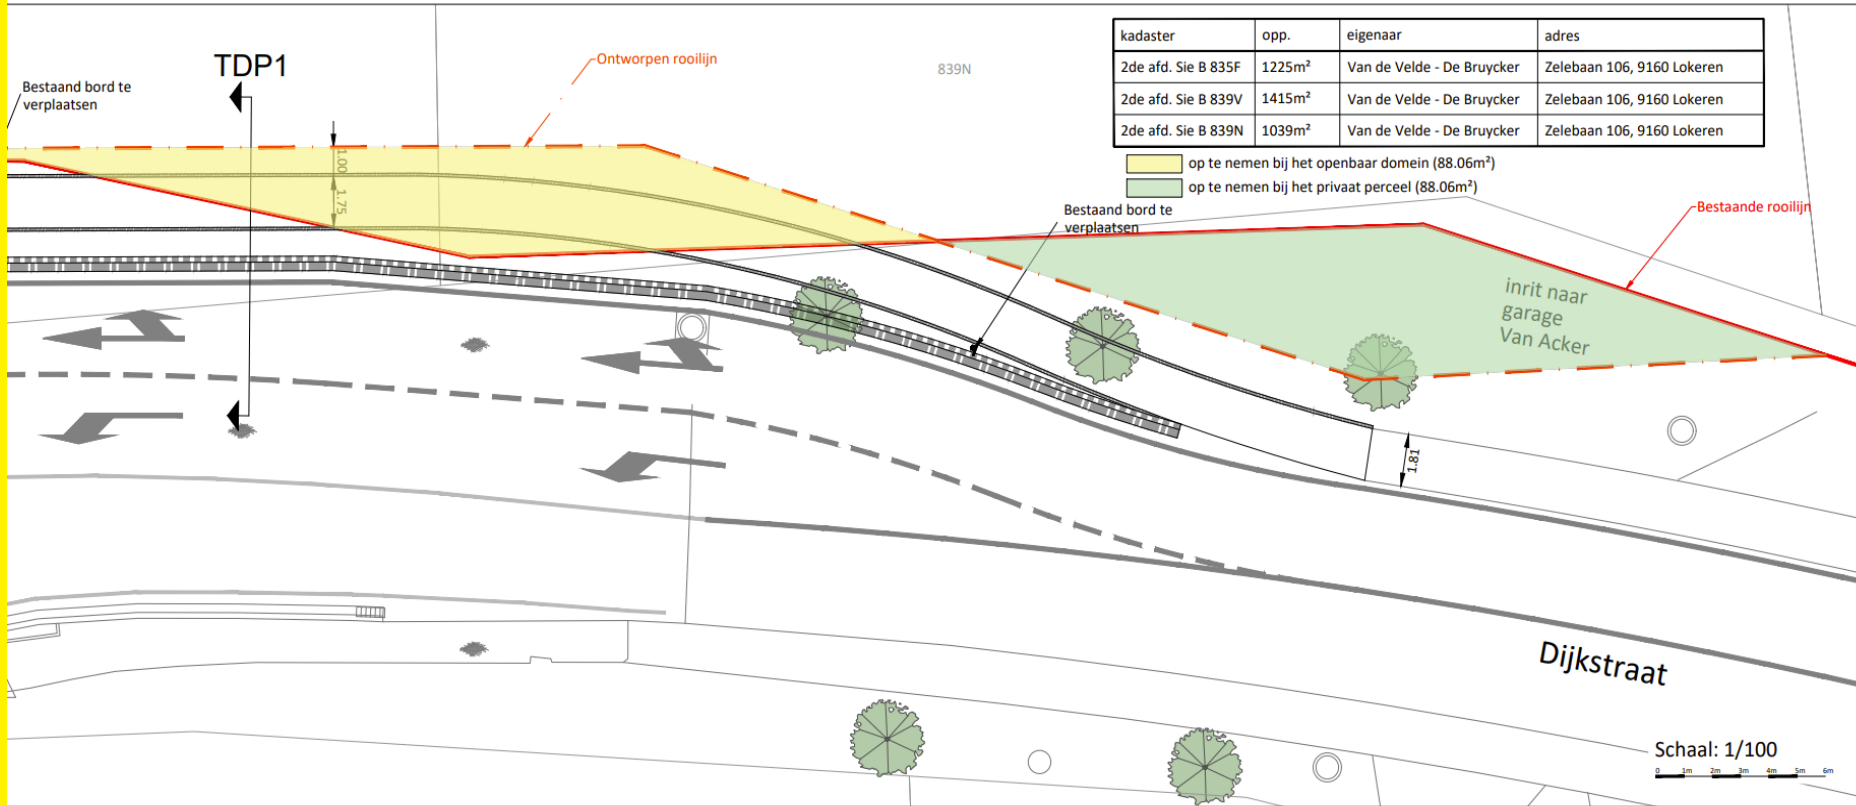 kadaster opp. eigenaar adres
2de afd. Sie B 835F 1225m² Van de Velde - De Bruycker Zelebaan 106, 9160 Lokeren
2de afd. Sie B 839V 1415m² Van de Velde - De Bruycker Zelebaan 106, 9160 Lokeren
2de afd. Sie B 839N 1039m² Van de Velde - De Bruycker Zelebaan 106, 9160 Lokeren
op te nemen bij het openbaar domein (88.06m²)
op te nemen bij het privaat perceel (88.06m²)
TDP1
Bestaand bord te
verplaatsen
Ontworpen rooilijn
839N
1.00
1.75
Bestaand bord te
verplaatsen
Bestaande rooilijn
inrit naar
garage
Van Acker
1.81
Dijkstraat
Schaal: 1/100
0 1m 2m 3m 4m 5m 6m